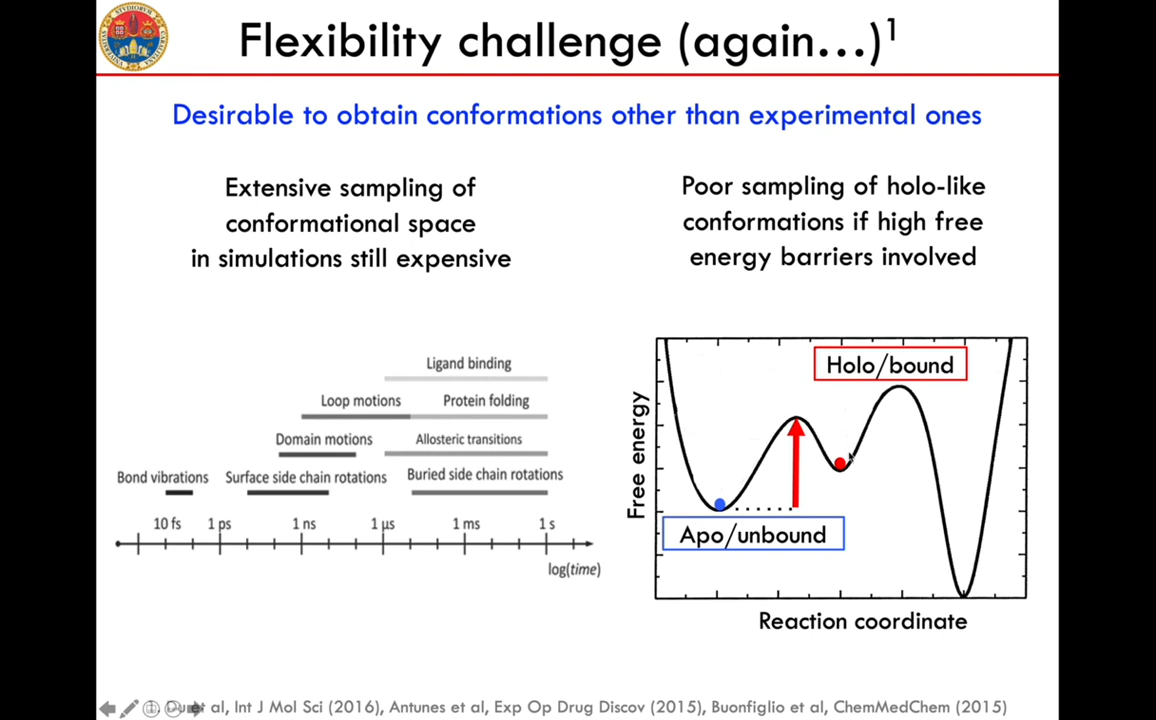 Flexibility challenge (again...)1
Desirable to obtain conformations other than experimental ones
Extensive sampling of
conformational space
in simulations still expensive
Poor sampling of holo-like
conformations if high free
energy barriers involved
Ligand binding
Loop motions Protein folding
Domain motions Allosteric transitions
Bond vibrations Surface side chain rotations Buried side chain rotations
10 fs 1 ps 1 ns 1 µs 1 ms 1 s
log(time)
Holo/bound
Free energy
Apo/unbound
Reaction coordinate
et al, Int J Mol Sci (2016), Antunes et al, Exp Op Drug Discov (2015), Buonfiglio et al, ChemMedChem (2015)